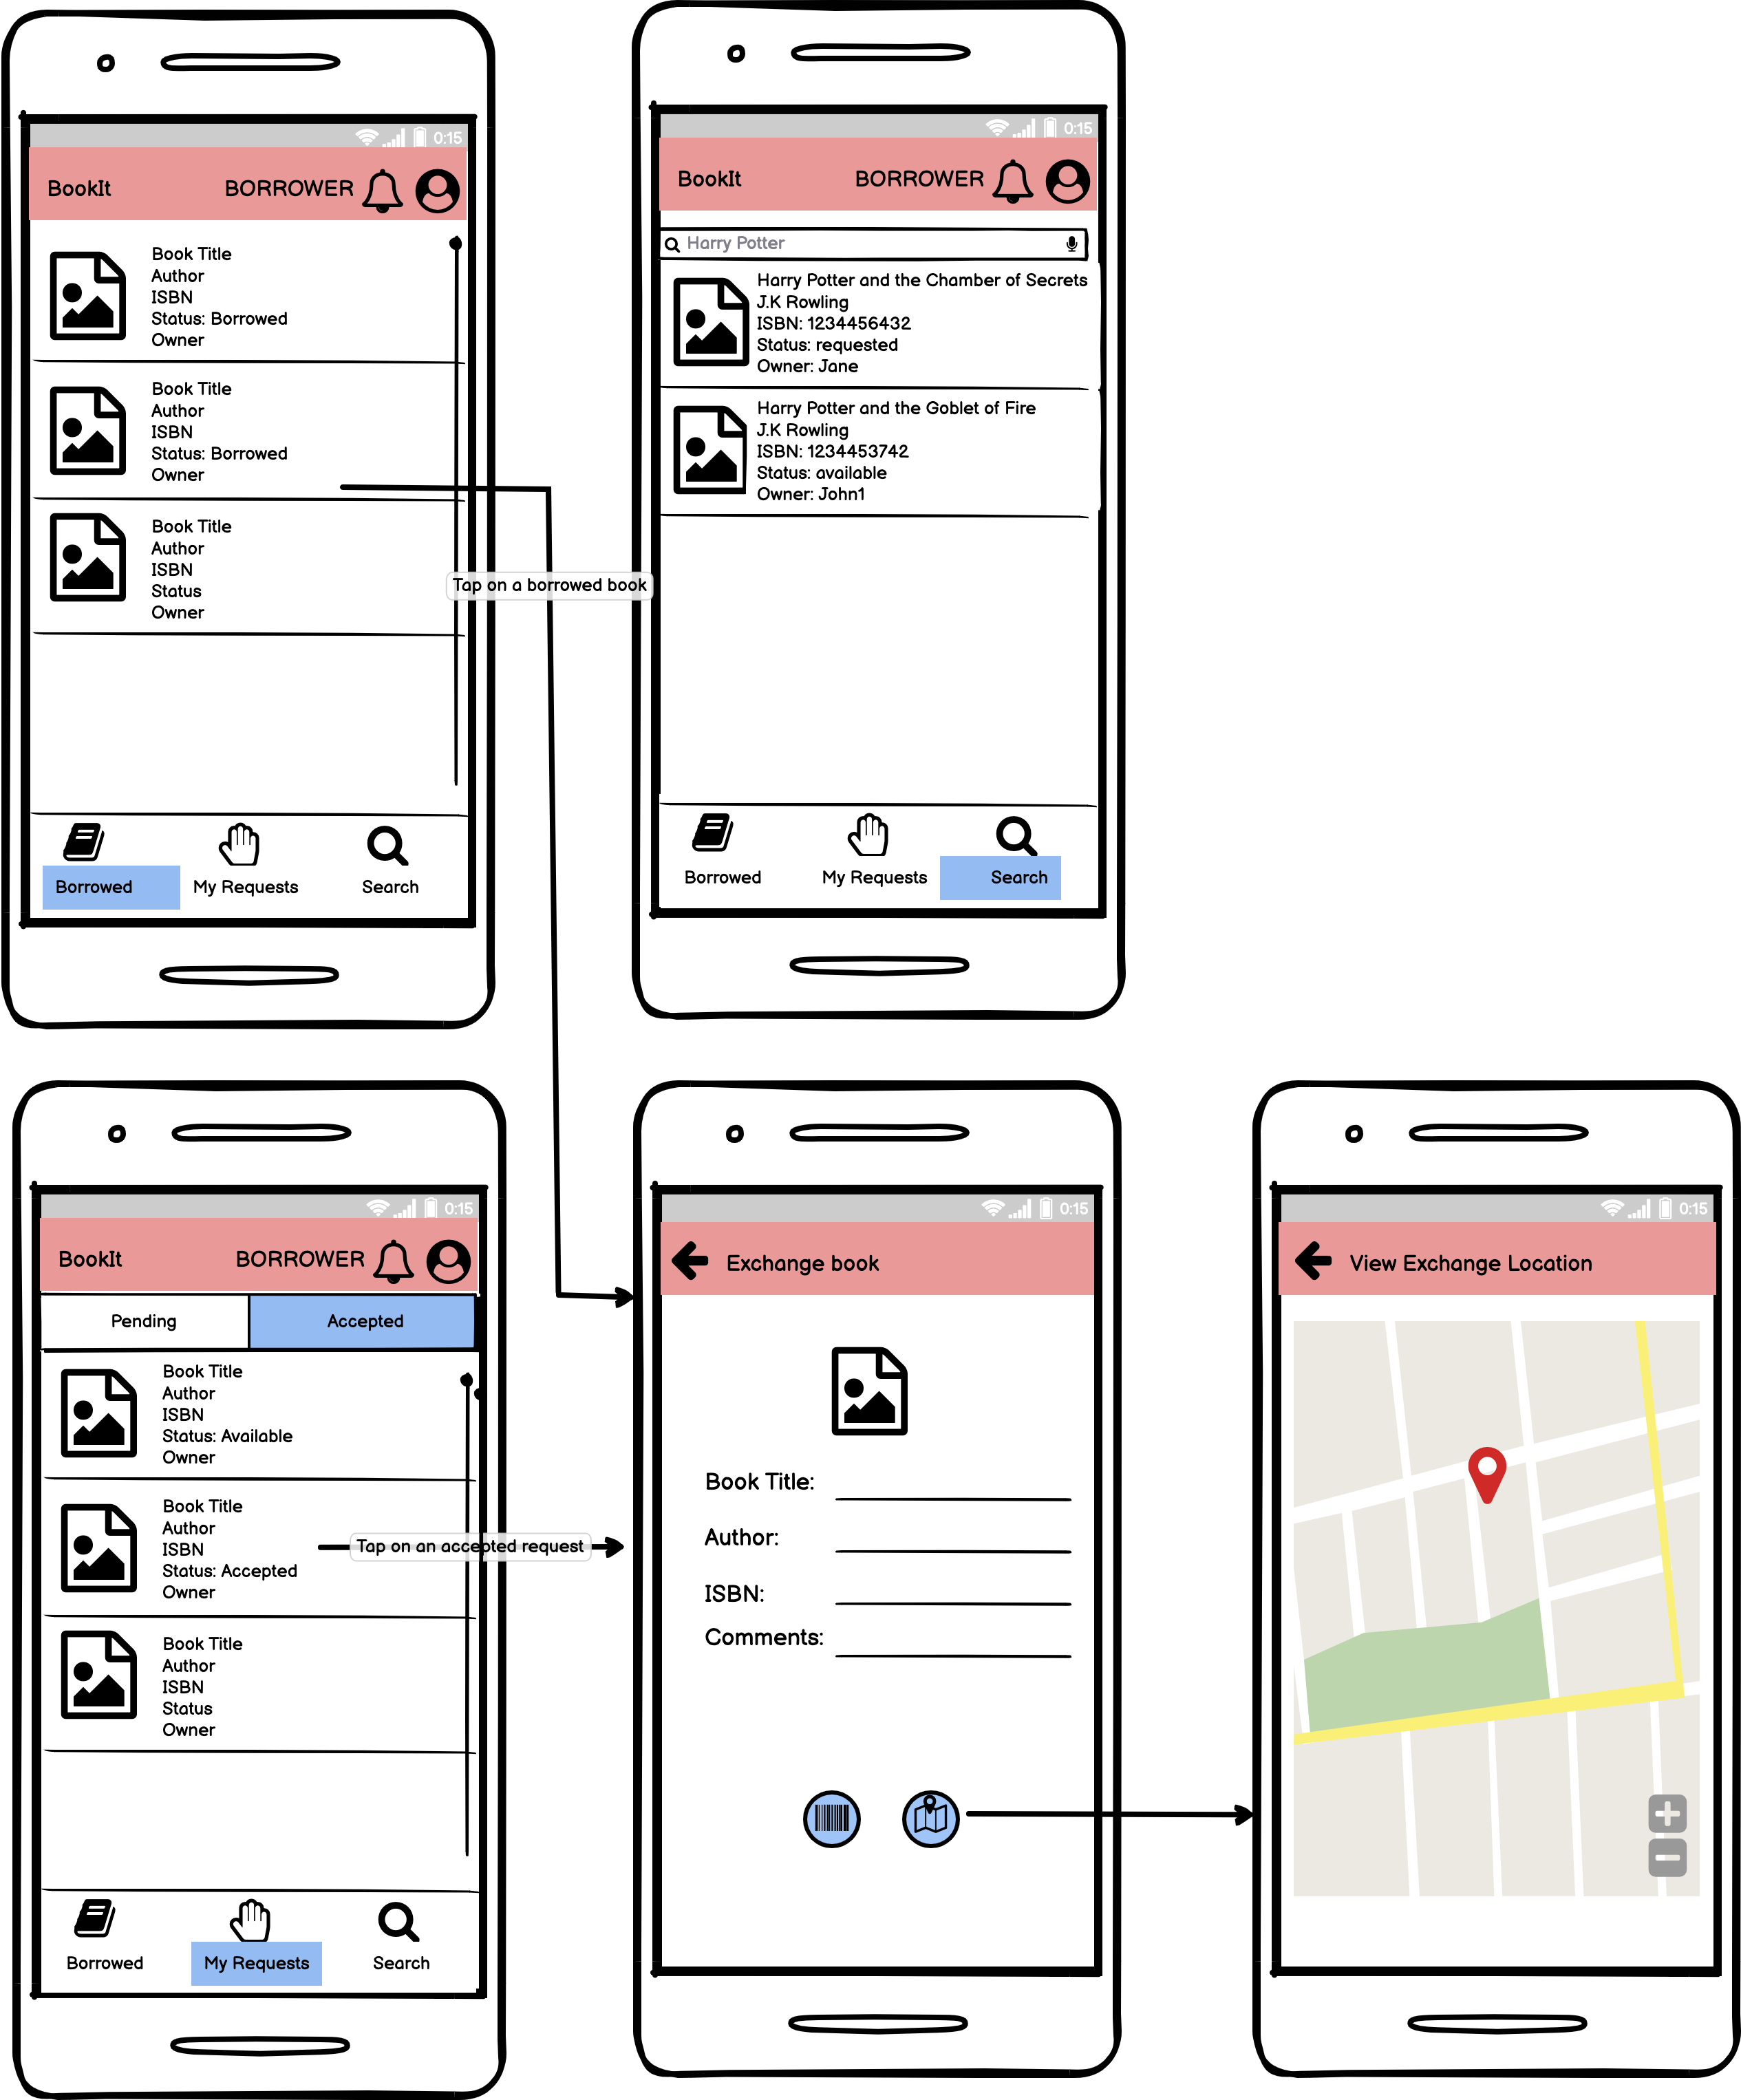 0:15
BookIt BORROWER
Book Title
Author
ISBN
Status: Borrowed
Owner
Book Title
Author
ISBN
Status: Borrowed
Owner
Book Title
Author
ISBN
Status
Owner
Borrowed My Requests Search
Tap on a borrowed book
0:15
BookIt BORROWER
Harry Potter
Harry Potter and the Chamber of Secrets
J.K Rowling
ISBN: 1234456432
Status: requested
Owner: Jane
Harry Potter and the Goblet of Fire
J.K Rowling
ISBN: 1234453742
Status: available
Owner: John1
Borrowed My Requests Search
0:15
BookIt BORROWER
Pending Accepted
Book Title
Author
ISBN
Status: Available
Owner
Book Title
Author
ISBN
Status: Accepted
Owner
Book Title
Author
ISBN
Status
Owner
Borrowed My Requests Search
Tap on an accepted request
0:15
Exchange book
Book Title:
Author:
ISBN:
Comments:
0:15
View Exchange Location